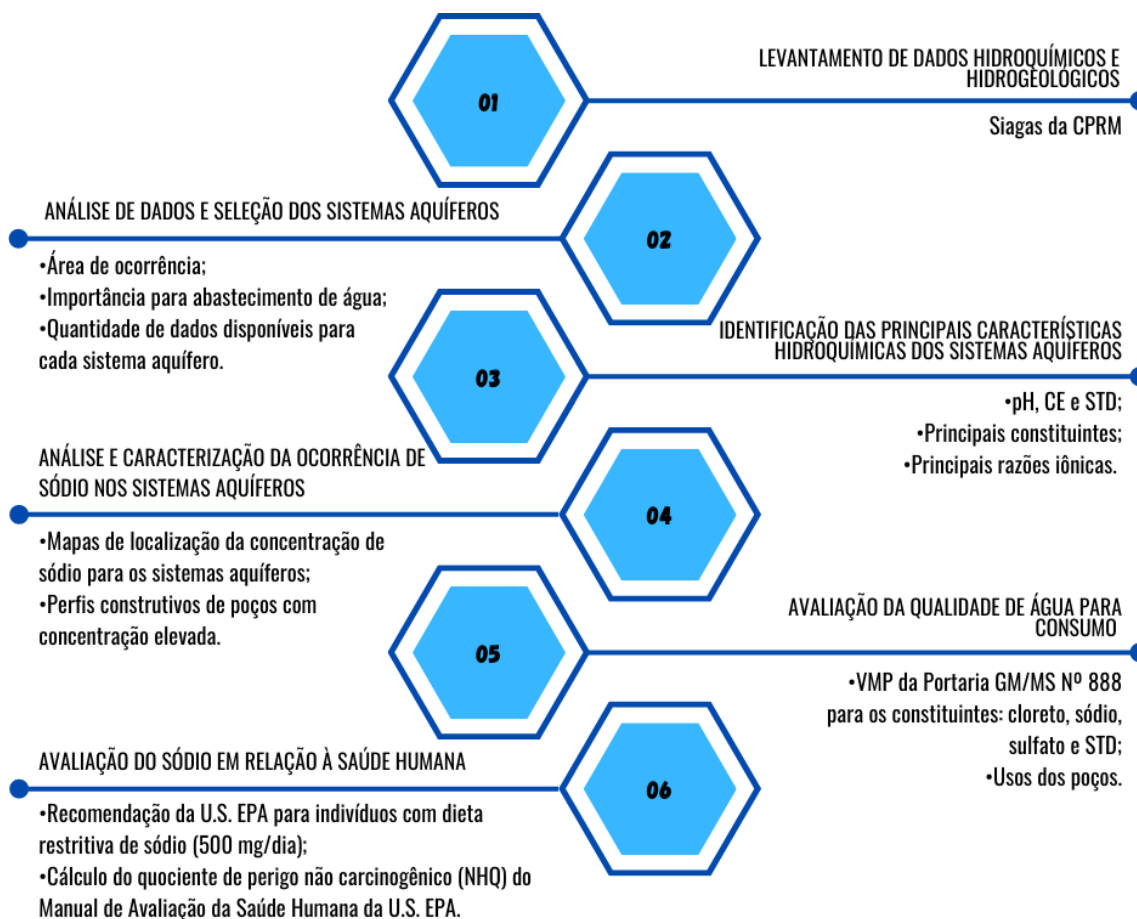 01
LEVANTAMENTO DE DADOS HIDROQUÍMICOS E
HIDROGEOLÓGICOS
Siagas da CPRM
02
ANÁLISE DE DADOS E SELEÇÃO DOS SISTEMAS AQUÍFEROS
•Área de ocorrência;
•Importância para abastecimento de água;
•Quantidade de dados disponíveis para
cada sistema aquífero.
03
IDENTIFICAÇÃO DAS PRINCIPAIS CARACTERÍSTICAS
HIDROQUÍMICAS DOS SISTEMAS AQUÍFEROS
•pH, CE e STD;
•Principais constituintes;
•Principais razões iônicas.
04
ANÁLISE E CARACTERIZAÇÃO DA OCORRÊNCIA DE
SÓDIO NOS SISTEMAS AQUÍFEROS
•Mapas de localização da concentração de
sódio para os sistemas aquíferos;
•Perfis construtivos de poços com
concentração elevada.
05
AVALIAÇÃO DA QUALIDADE DE ÁGUA PARA
CONSUMO
•VMP da Portaria GM/MS Nº 888
para os constituintes: cloreto, sódio,
sulfato e STD;
•Usos dos poços.
06
AVALIAÇÃO DO SÓDIO EM RELAÇÃO À SAÚDE HUMANA
•Recomendação da U.S. EPA para indivíduos com dieta
restritiva de sódio (500 mg/dia);
•Cálculo do quociente de perigo não carcinogênico (NHQ) do
Manual de Avaliação da Saúde Humana da U.S. EPA.